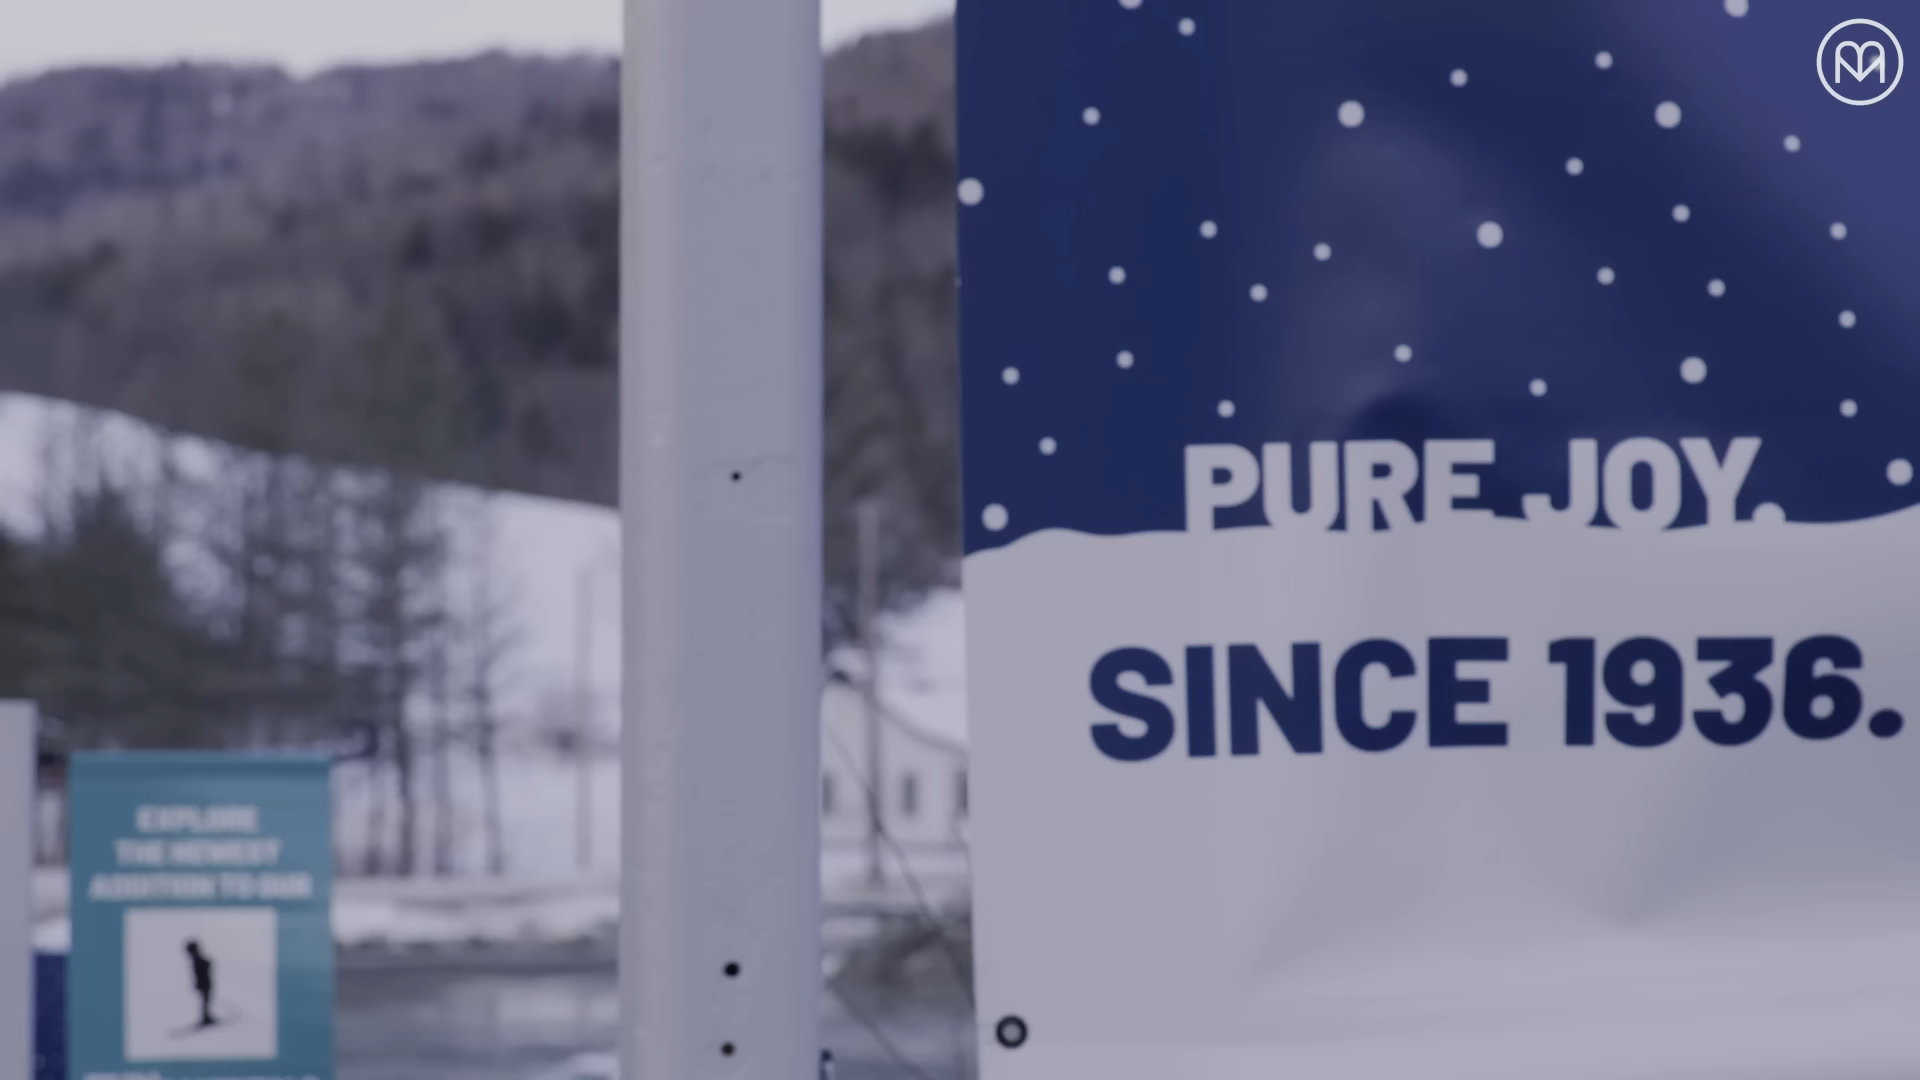 PURE JOY.
SINCE 1936.
EXPLORE
THE NEWEST
ADDITION TO OUR